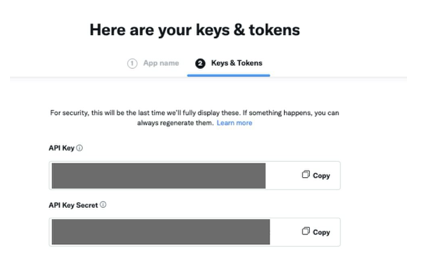 Here are your keys & tokens
1 App name 2 Keys & Tokens
For security, this will be the last time we'll fully display these. If something happens, you can
always regenerate them. Learn more
API Key
Copy
API Key Secret
Copy